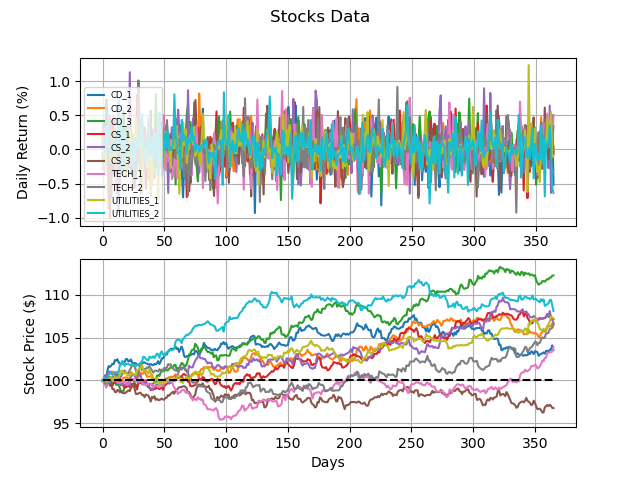 Stocks Data
Daily Return (%)
1.0
0.5
0.0
−0.5
−1.0
CD_1
CD_2
CD_3
CS_1
CS_2
CS_3
TECH_1
TECH_2
UTILITIES_1
UTILITIES_2
0 50 100 150 200 250 300 350
Stock Price ($)
110
105
100
95
0 50 100 150 200 250 300 350
Days